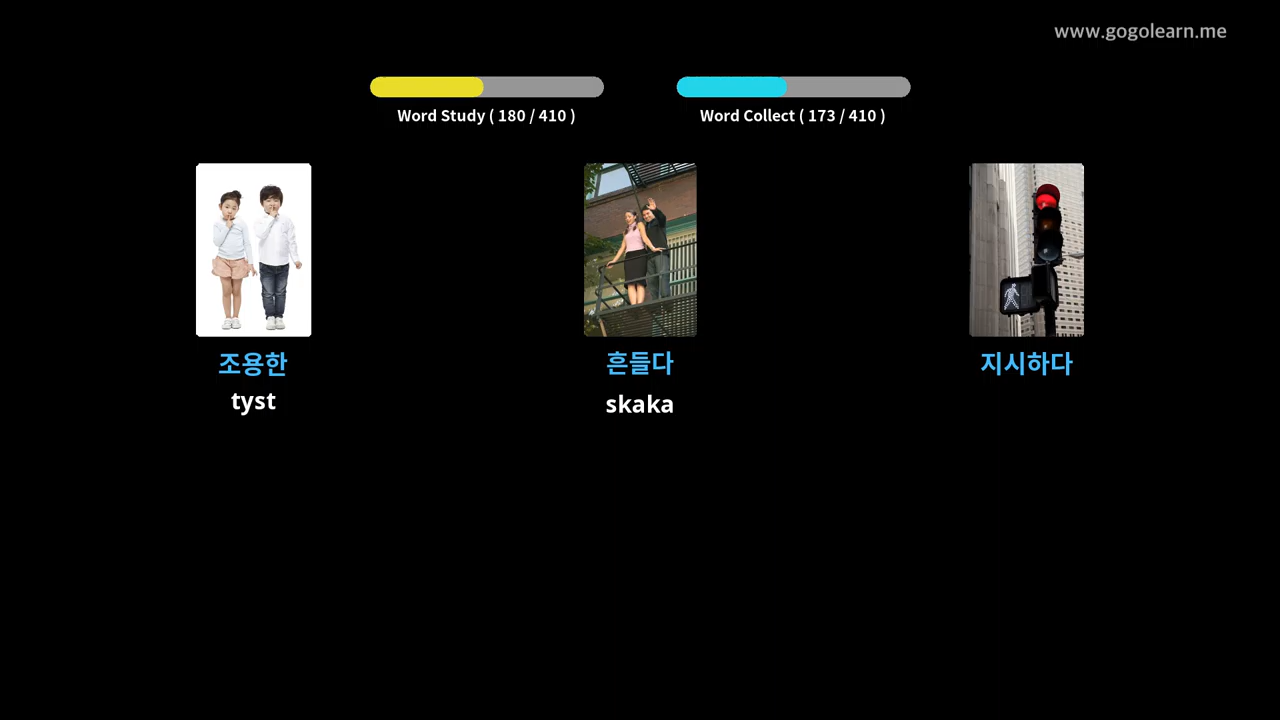 www.gogolearn.me
Word Study ( 180 / 410 )
Word Collect ( 173 / 410 )
조용한
tyst
흔들다
skaka
지시하다